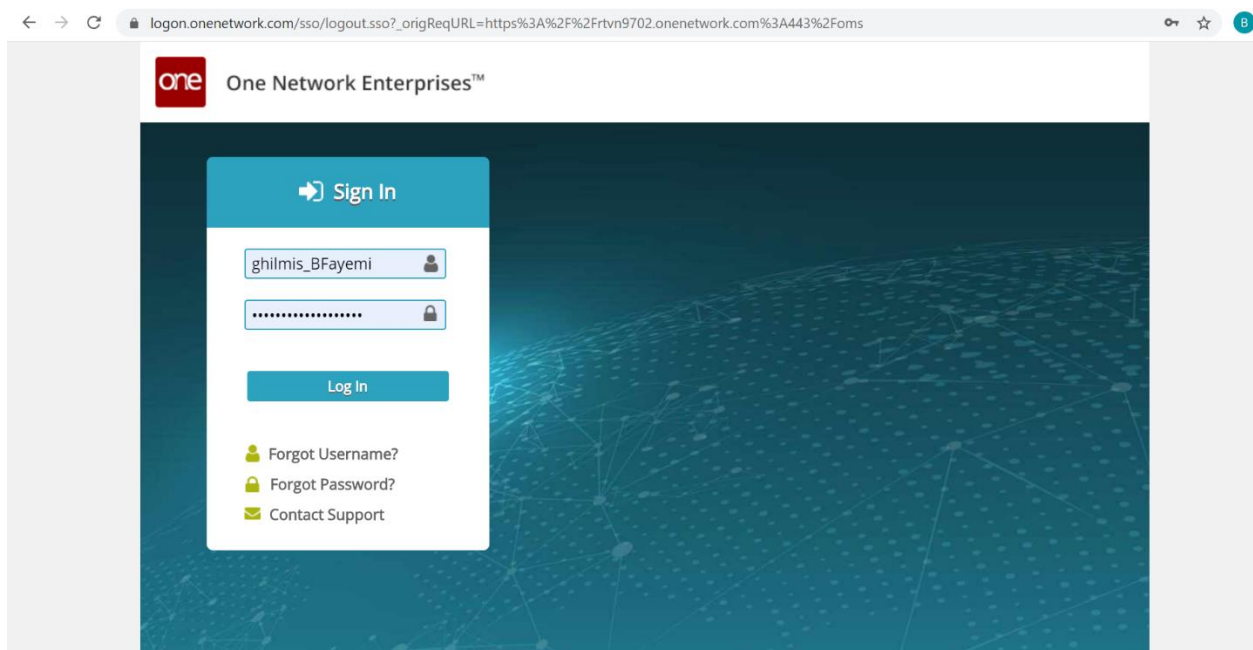 logon.onenetwork.com/sso/logout.sso?_origReqURL=https%3A%2F%2Frtvn9702.onenetwork.com%3A443%2Foms
B
one One Network Enterprises™
Sign In
ghilmis_BFayemi
•••••••••••••••••••
Log In
Forgot Username?
Forgot Password?
Contact Support